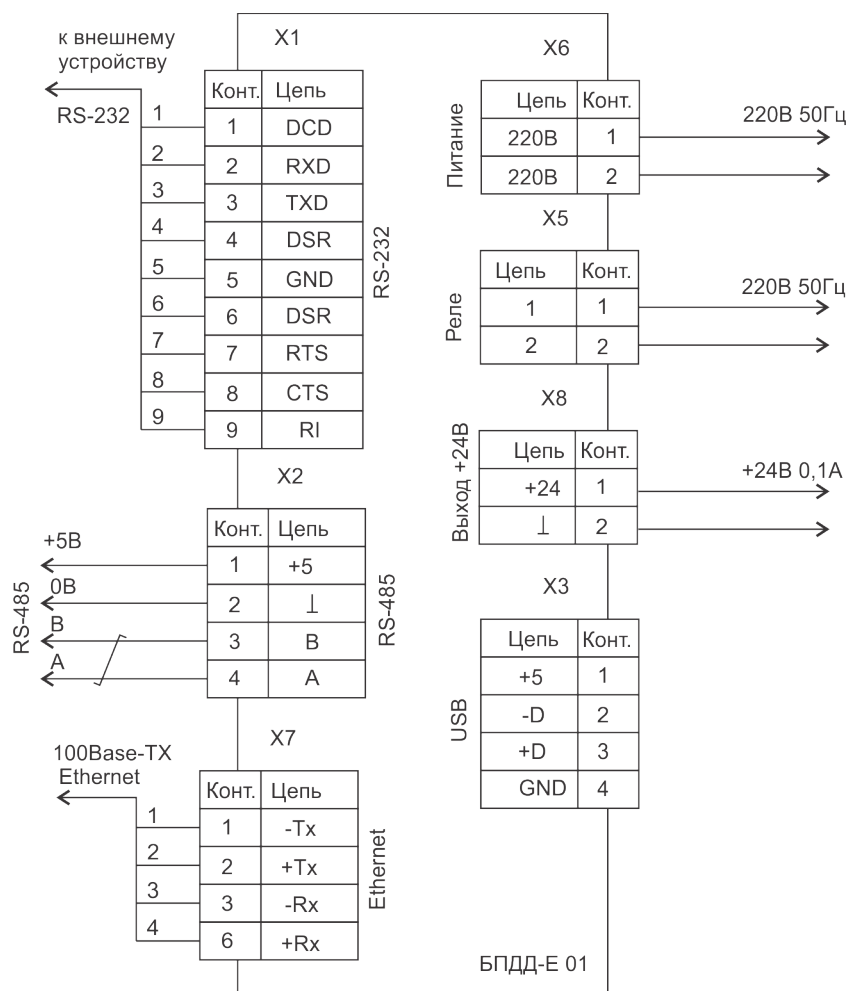 к внешнему
устройству
RS-232
X1
Конт. Цепь
1 1 DCD
2 2 RXD
3 3 TXD
4 4 DSR
5 5 GND
6 6 DSR
7 7 RTS
8 8 CTS
9 9 RI
RS-232
X2
Конт. Цепь
+5В 1 +5
0В 2 ⊥
B 3 B
A 4 A
RS-485
RS-485
X7
100Base-TX
Ethernet
Конт. Цепь
1 1 -Tx
2 2 +Tx
3 3 -Rx
4 6 +Rx
Ethernet
X6
Питание
Цепь Конт.
220В 1 220В 50Гц
220В 2
X5
Реле
Цепь Конт.
1 1 220В 50Гц
2 2
X8
Выход +24В
Цепь Конт.
+24 1 +24В 0,1А
⊥ 2
X3
USB
Цепь Конт.
+5 1
-D 2
+D 3
GND 4
БПДД-Е 01